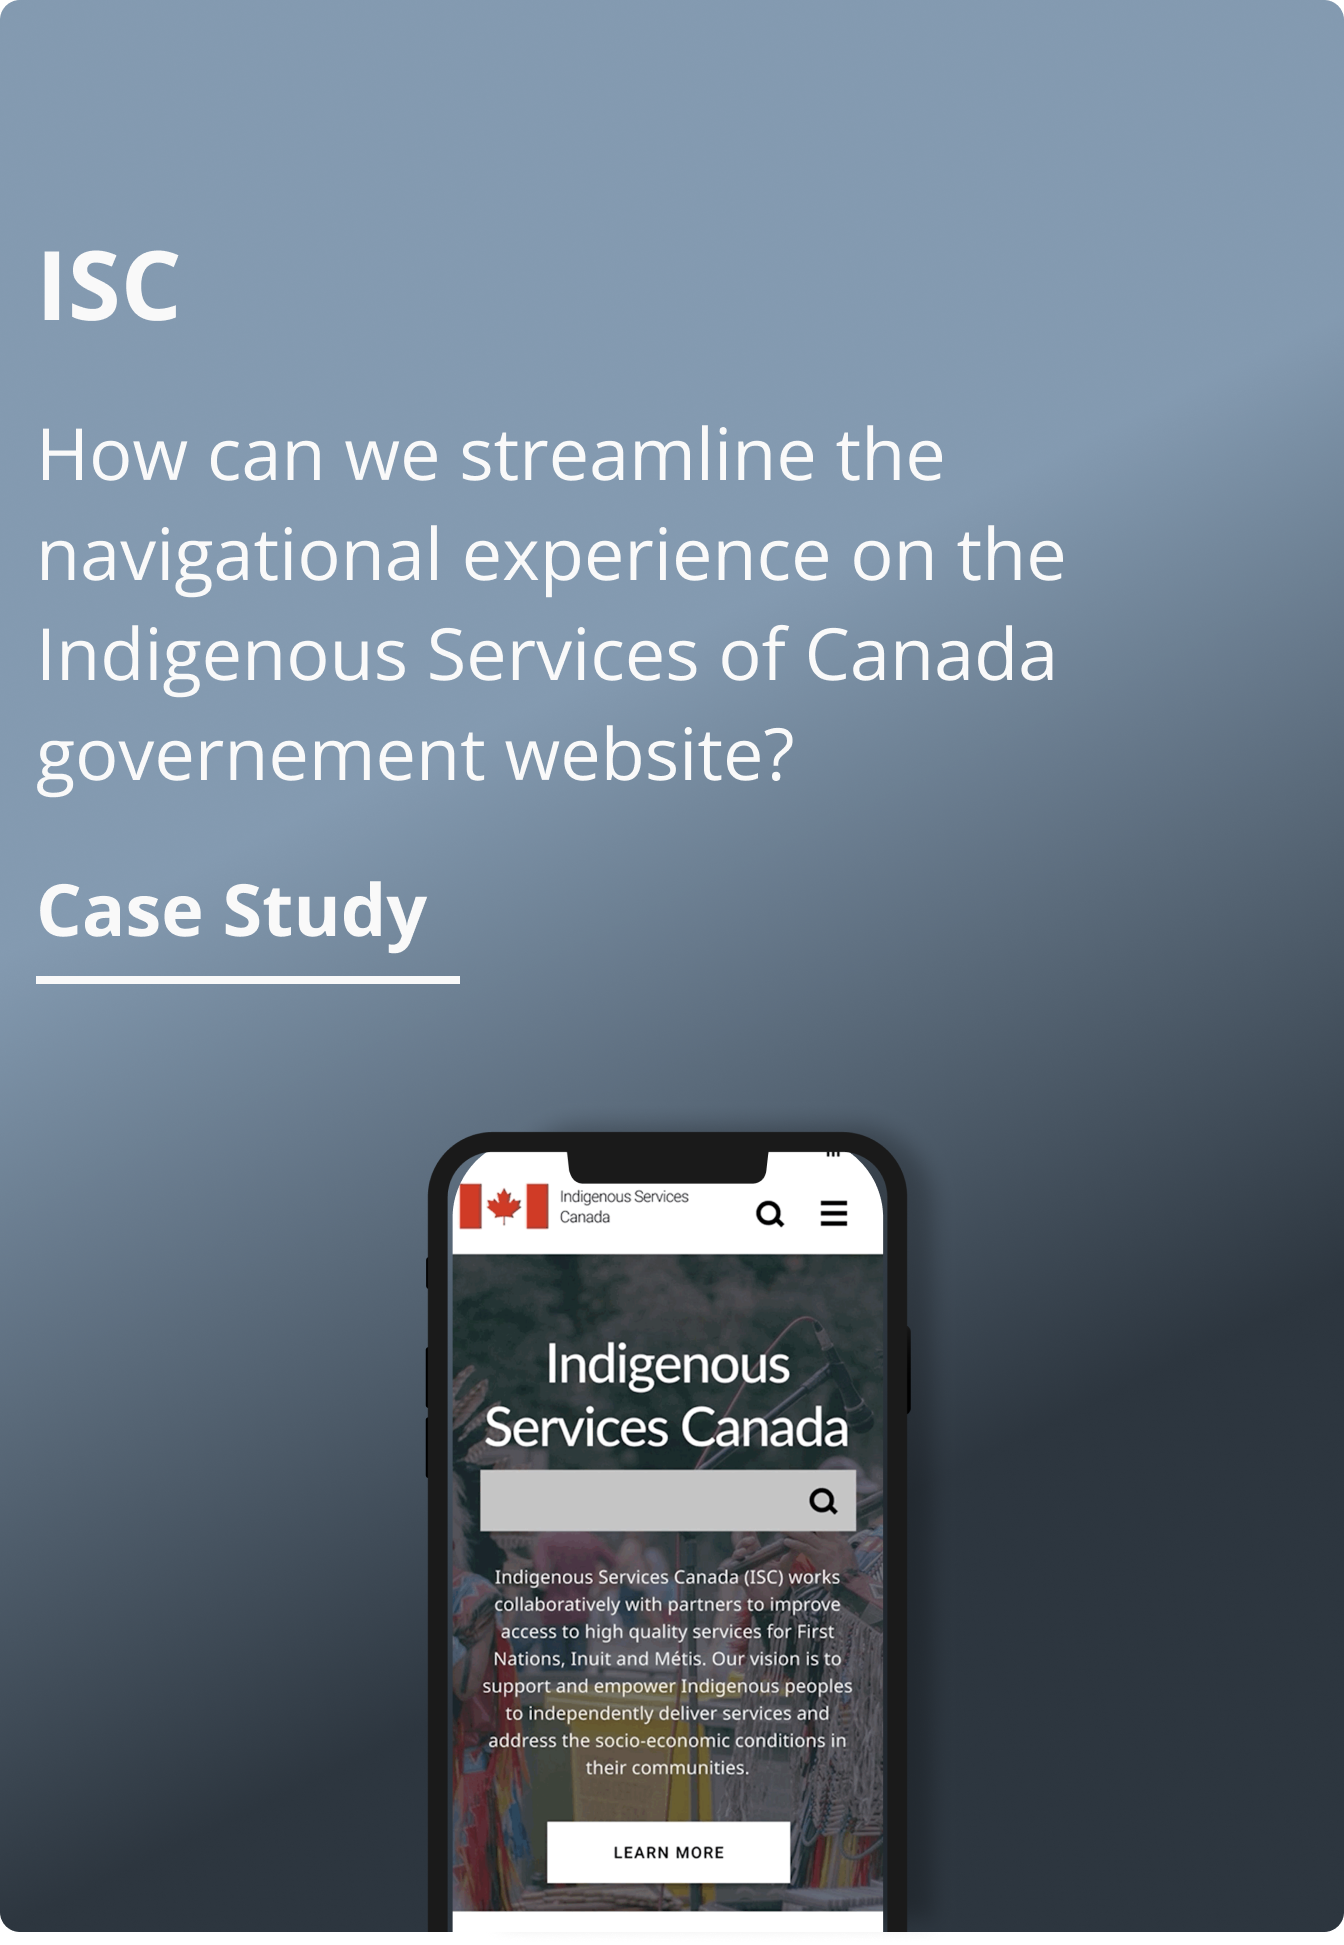 ISC
How can we streamline the
navigational experience on the
Indigenous Services of Canada
governement website?
Case Study
Indigenous Services
Canada
Indigenous
Services Canada
Indigenous Services Canada (ISC) works
collaboratively with partners to improve
access to high quality services for First
Nations, Inuit and Métis. Our vision is to
support and empower Indigenous peoples
to independently deliver services and
address the socio-economic conditions in
their communities.
LEARN MORE